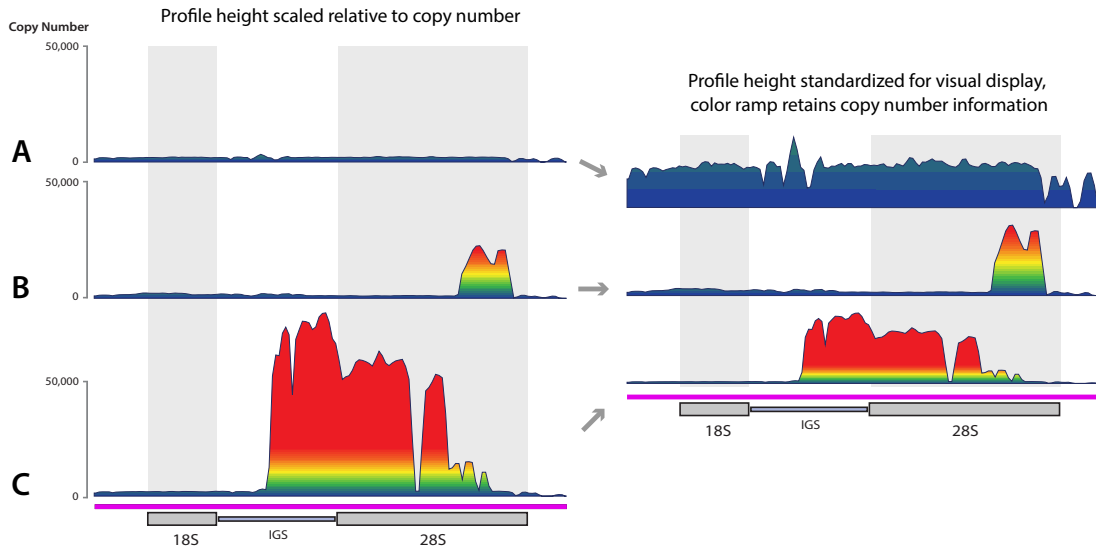 Profile height scaled relative to copy number
Copy Number
50,000
0
A
50,000
0
B
50,000
0
C
18S
IGS
28S
Profile height standardized for visual display,
color ramp retains copy number information
18S
IGS
28S